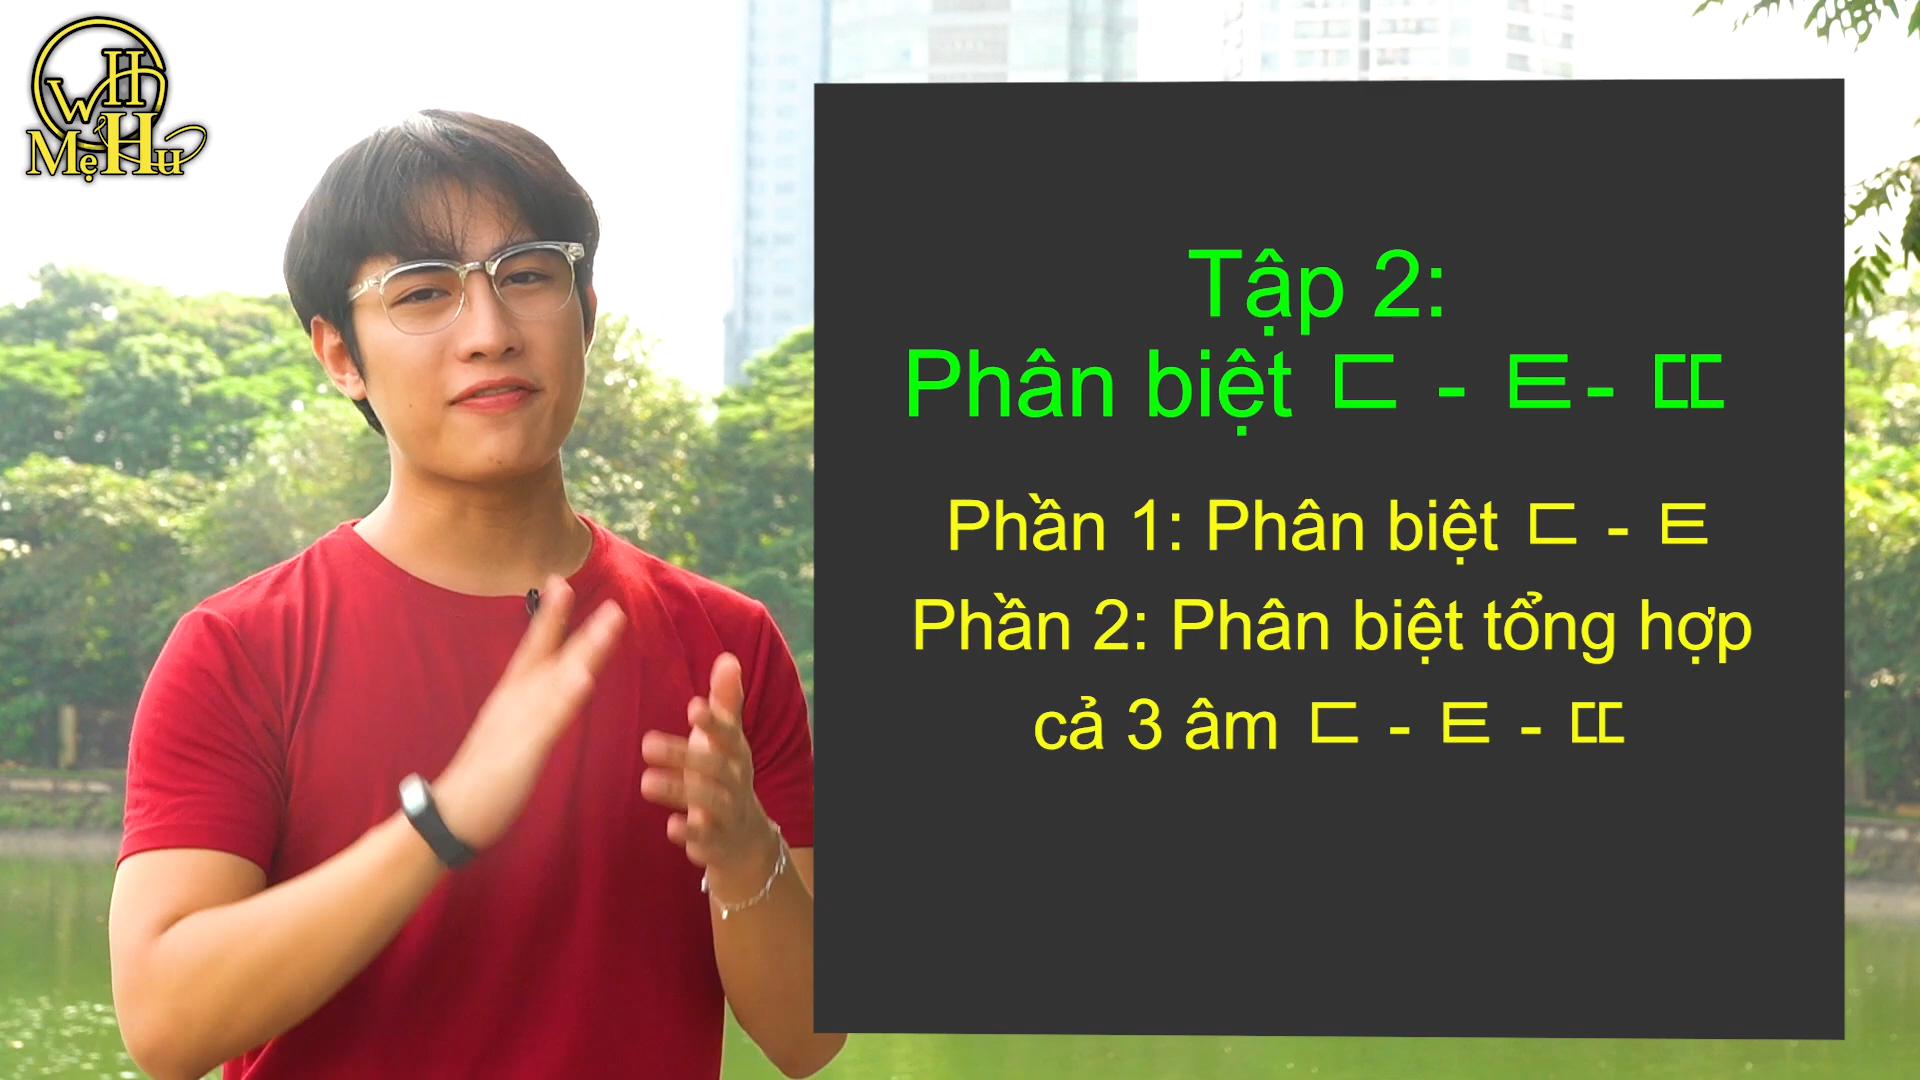 WHH
Mẹ Hu
Tập 2:
Phân biệt ㄷ - ㅌ- ㄸ
Phần 1: Phân biệt ㄷ - ㅌ
Phần 2: Phân biệt tổng hợp
cả 3 âm ㄷ - ㅌ - ㄸ